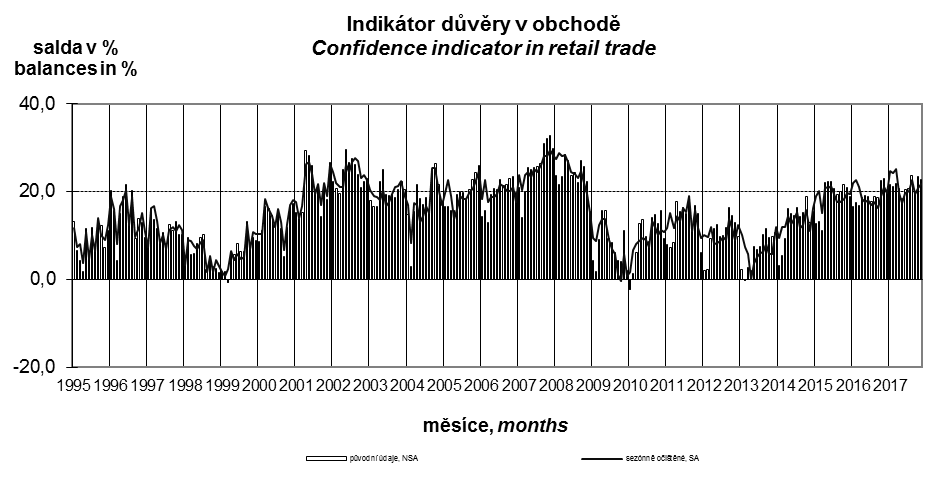 Indikátor důvěry v obchodě
Confidence indicator in retail trade
salda v %
balances in %
40,0
20,0
0,0
-20,0
1995 1996 1997 1998 1999 2000 2001 2002 2003 2004 2005 2006 2007 2008 2009 2010 2011 2012 2013 2014 2015 2016 2017
měsíce, months
původní údaje, NSA
sezónně očištěné, SA